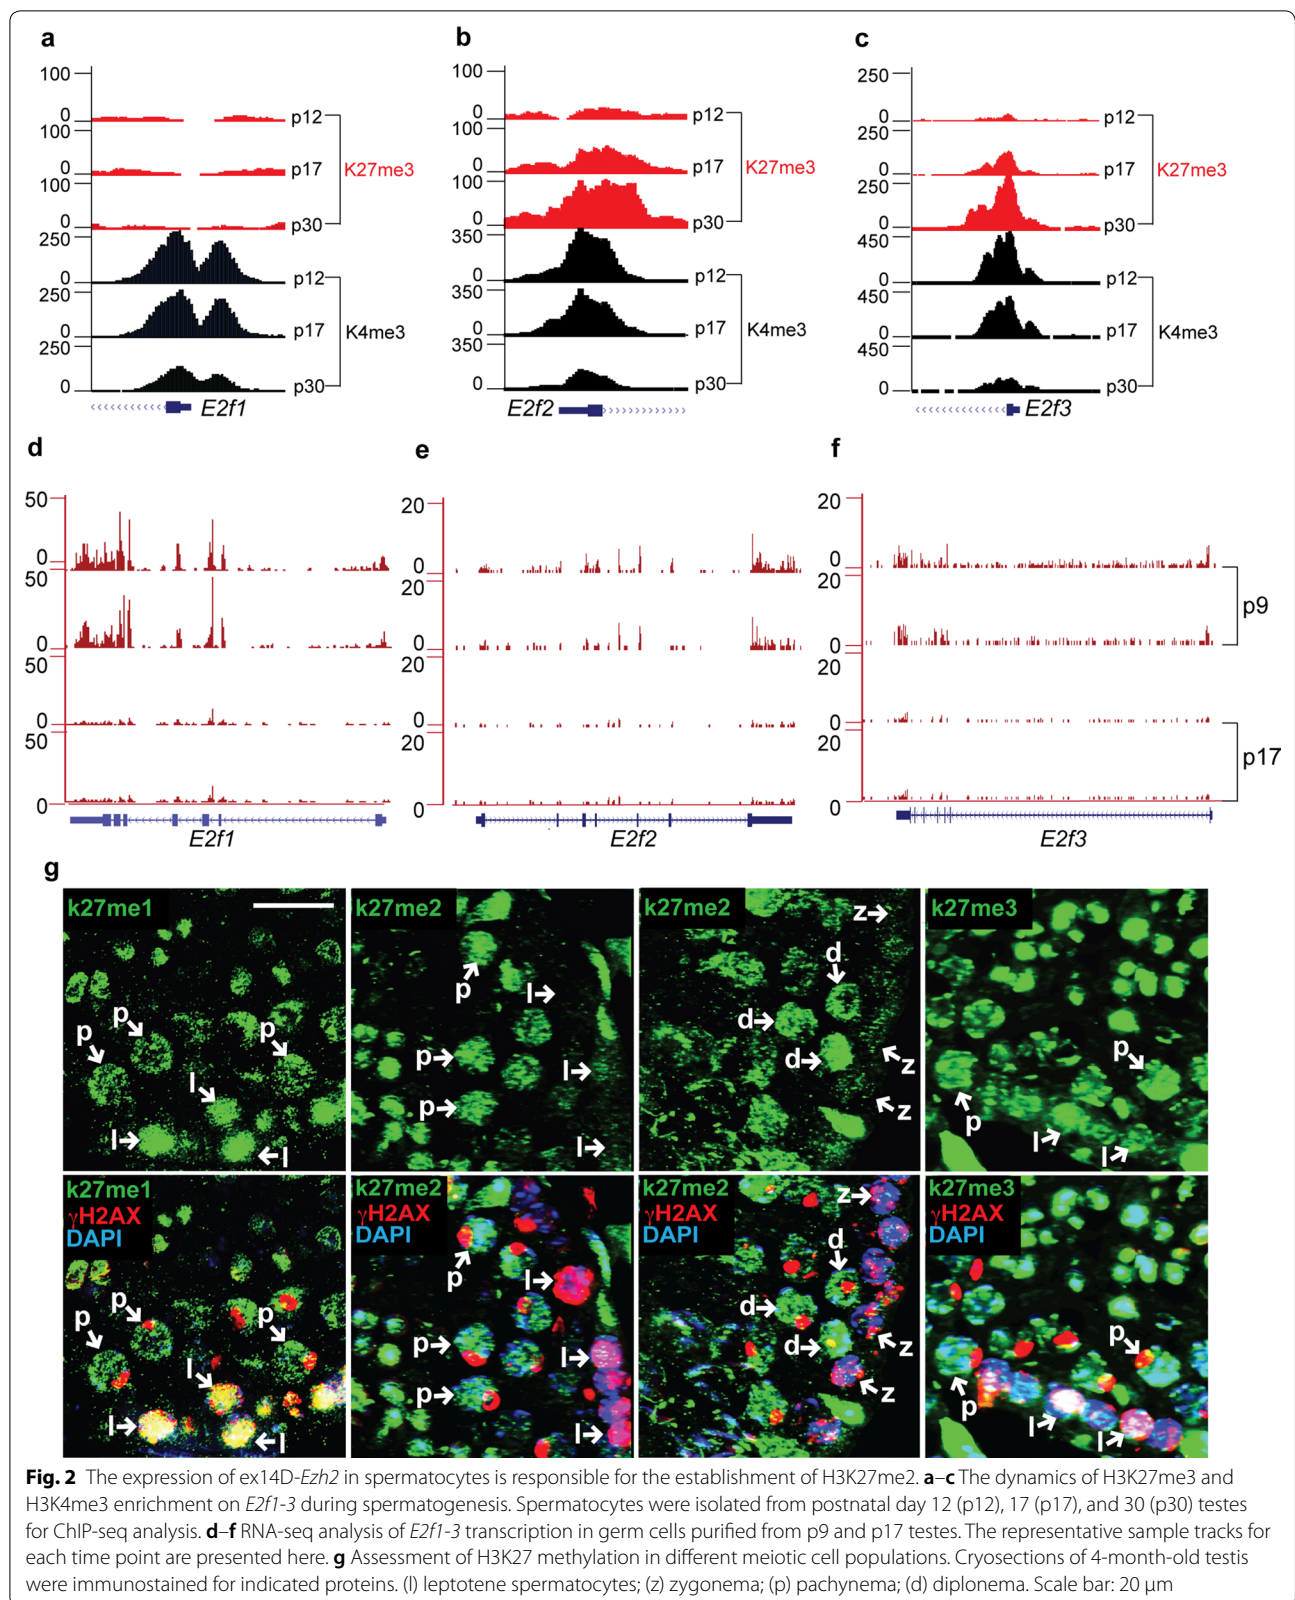 a
b
c
100
0
p12
100
0
p17
K27me3
100
0
p30
250
0
p12
250
0
p17
K4me3
250
0
p30
E2f1
100
0
p12
100
0
p17
K27me3
100
0
p30
350
0
p12
350
0
p17
K4me3
350
0
p30
E2f2
250
0
p12
250
0
p17
K27me3
250
0
p30
450
0
p12
450
0
p17
K4me3
450
0
p30
E2f3
d
e
f
50
0
50
0
50
0
50
0
E2f1
20
0
20
0
20
0
20
0
E2f2
20
0
20
0
20
0
20
0
p9
p17
E2f3
g
k27me1
p
p
p
l
l
l
k27me2
p
l
p
l
p
l
k27me2
z
d
d
d
z
z
k27me3
p
p
l
l
k27me1
γH2AX
DAPI
p
p
p
l
l
l
k27me2
γH2AX
DAPI
p
l
p
l
p
l
k27me2
γH2AX
DAPI
z
d
d
d
z
z
k27me3
γH2AX
DAPI
p
p
l
l
Fig. 2 The expression of ex14D-Ezh2 in spermatocytes is responsible for the establishment of H3K27me2. a–c The dynamics of H3K27me3 and
H3K4me3 enrichment on E2f1-3 during spermatogenesis. Spermatocytes were isolated from postnatal day 12 (p12), 17 (p17), and 30 (p30) testes
for ChIP-seq analysis. d–f RNA-seq analysis of E2f1-3 transcription in germ cells purified from p9 and p17 testes. The representative sample tracks for
each time point are presented here. g Assessment of H3K27 methylation in different meiotic cell populations. Cryosections of 4-month-old testis
were immunostained for indicated proteins. (l) leptotene spermatocytes; (z) zygonema; (p) pachynema; (d) diplonema. Scale bar: 20 μm